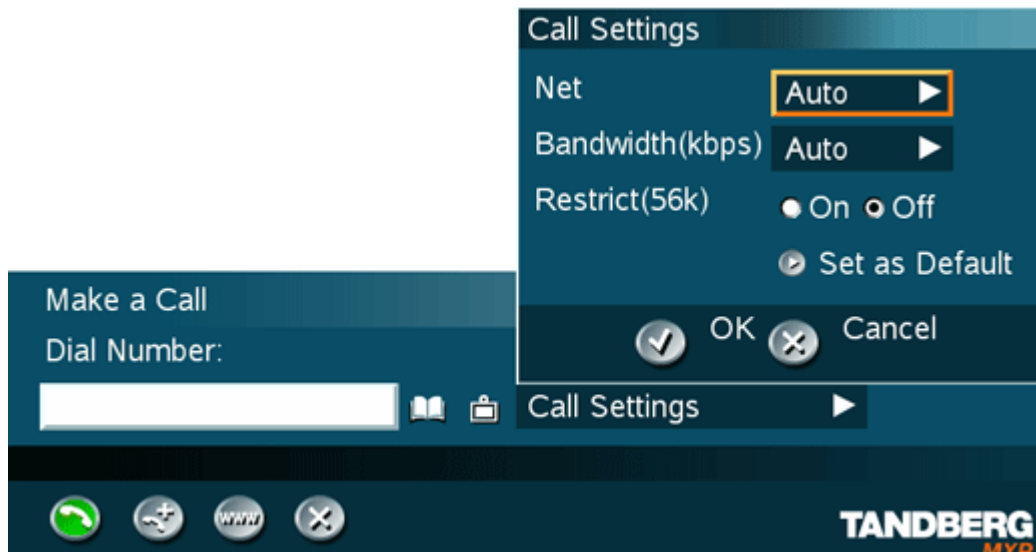 Call Settings
Net Auto
Bandwidth(kbps) Auto
Restrict(56k) On Off
Set as Default
OK Cancel
Make a Call
Dial Number:
Call Settings
www
TANDBERG
MXP